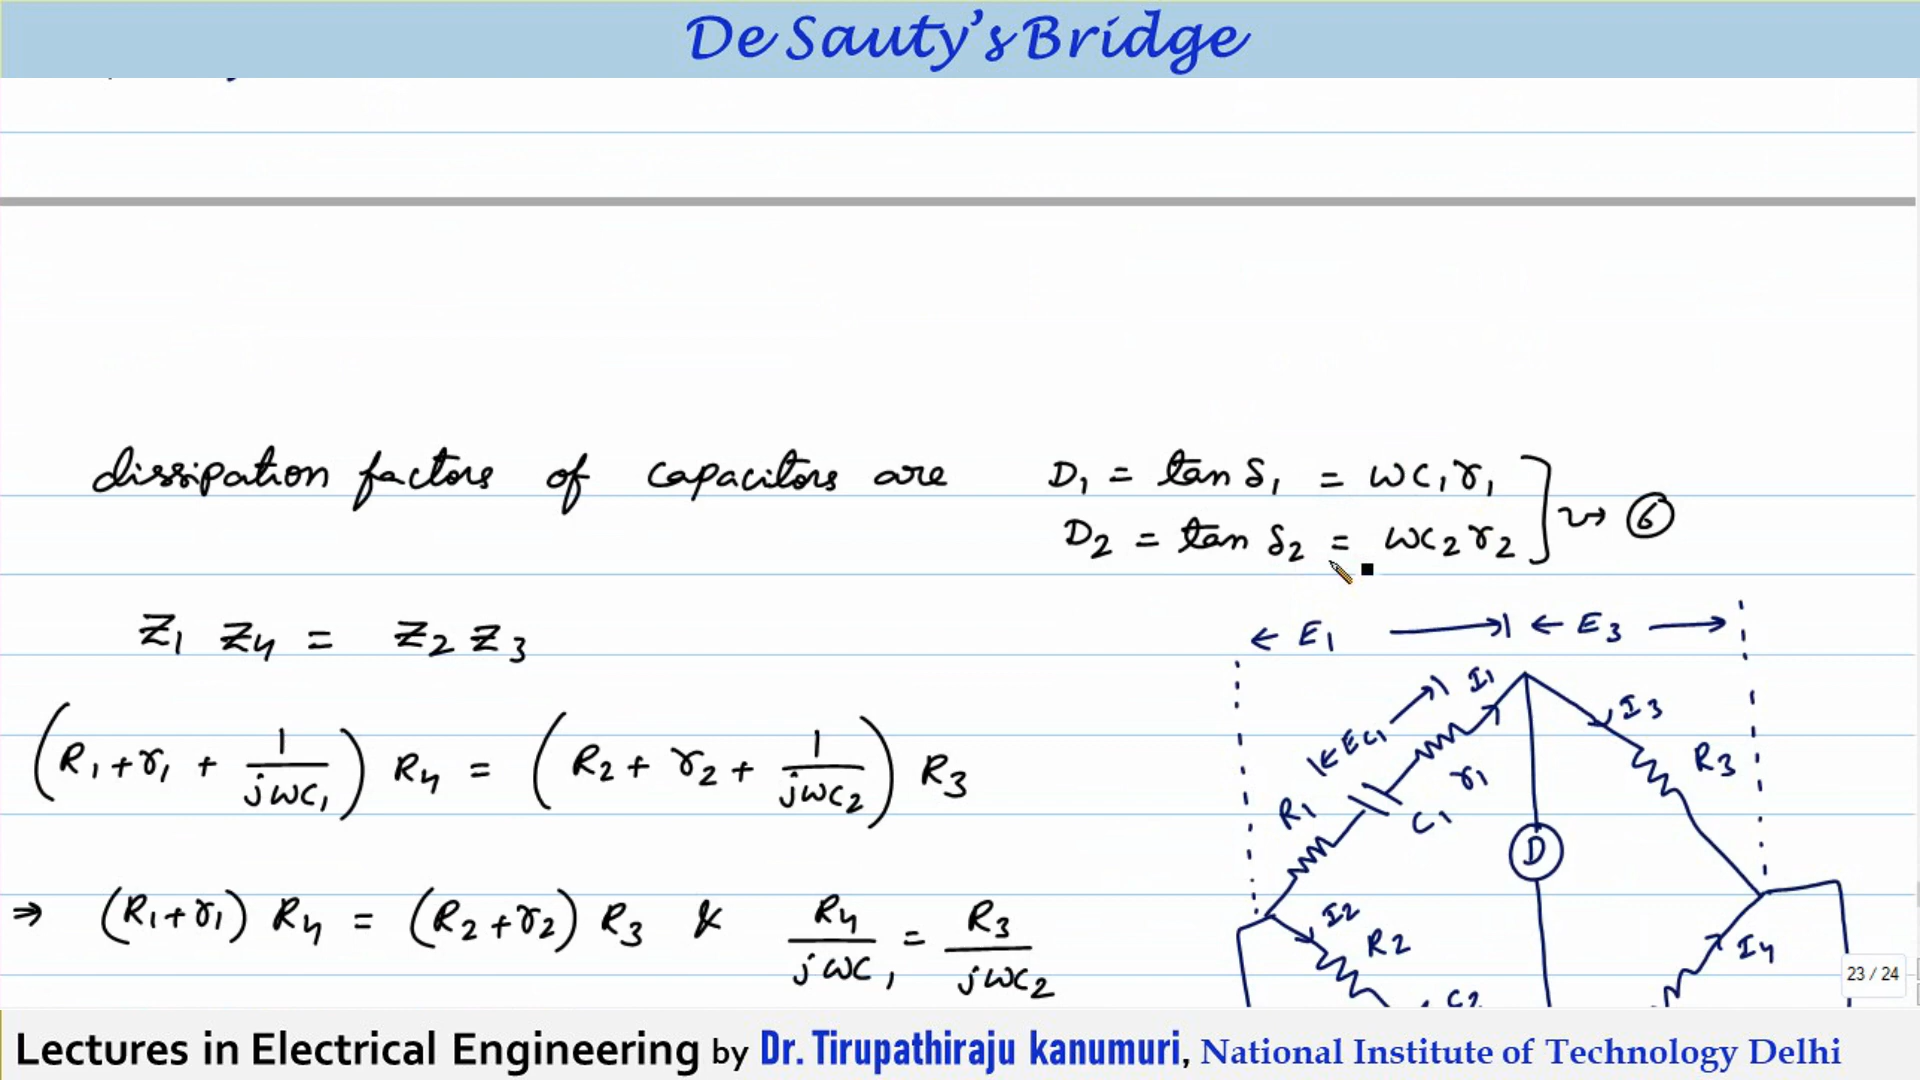 De Sauty's Bridge
dissipation factors of capacitors are D₁ = tan δ₁ = ωC₁r₁
D₂ = tan δ₂ = ωC₂r₂ ⑥
Z₁ Z₄ = Z₂ Z₃
← E₁ → ← E₃ →
(R₁+r₁ + 1/jωC₁) R₄ = (R₂ + r₂ + 1/jωC₂) R₃
Ec₁ I₁ I₃
R₁ C₁ r₁ R₃
D
⇒ (R₁+r₁) R₄ = (R₂+r₂) R₃ & R₄/jωC₁ = R₃/jωC₂
I₂ R₂ I₄
C₂
23 / 24
Lectures in Electrical Engineering by Dr. Tirupathiraju kanumuri, National Institute of Technology Delhi